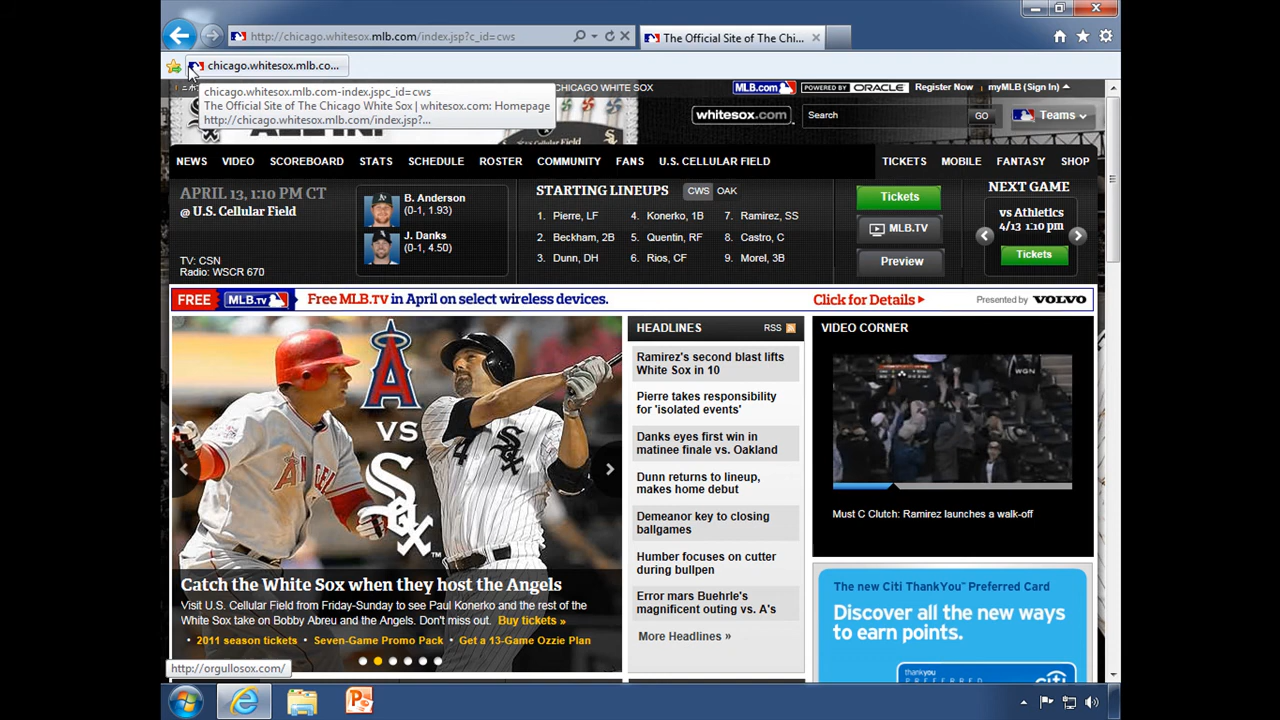 http://chicago.whitesox.mlb.com/index.jsp?c_id=cws
The Official Site of The Chi...
chicago.whitesox.mlb.co...
chicago.whitesox.mlb.com-index.jspc_id=cws
The Official Site of The Chicago White Sox | whitesox.com: Homepage
http://chicago.whitesox.mlb.com/index.jsp?...
CHICAGO WHITE SOX
MLB.com
POWERED BY ORACLE
Register Now
myMLB (Sign In)
whitesox.com
Search
GO
Teams
NEWS VIDEO SCOREBOARD STATS SCHEDULE ROSTER COMMUNITY FANS U.S. CELLULAR FIELD TICKETS MOBILE FANTASY SHOP
APRIL 13, 1:10 PM CT
@ U.S. Cellular Field
TV: CSN
Radio: WSCR 670
B. Anderson
(0-1, 1.93)
J. Danks
(0-1, 4.50)
STARTING LINEUPS CWS OAK
1. Pierre, LF 4. Konerko, 1B 7. Ramirez, SS
2. Beckham, 2B 5. Quentin, RF 8. Castro, C
3. Dunn, DH 6. Rios, CF 9. Morel, 3B
Tickets
MLB.TV
Preview
NEXT GAME
vs Athletics
4/13 1:10 pm
Tickets
FREE MLB.TV Free MLB.TV in April on select wireless devices. Click for Details Presented by VOLVO
A
VS
Sox
Catch the White Sox when they host the Angels
Visit U.S. Cellular Field from Friday-Sunday to see Paul Konerko and the rest of the
White Sox take on Bobby Abreu and the Angels. Don't miss out. Buy tickets »
• 2011 season tickets • Seven-Game Promo Pack • Get a 13-Game Ozzie Plan
HEADLINES RSS
Ramirez's second blast lifts
White Sox in 10
Pierre takes responsibility
for 'isolated events'
Danks eyes first win in
matinee finale vs. Oakland
Dunn returns to lineup,
makes home debut
Demeanor key to closing
ballgames
Humber focuses on cutter
during bullpen
Error mars Buehrle's
magnificent outing vs. A's
More Headlines »
VIDEO CORNER
WGN
Must C Clutch: Ramirez launches a walk-off
The new Citi ThankYou℠ Preferred Card
Discover all the new ways
to earn points.
thankyou
PREFERRED
citi
http://orgullosox.com/